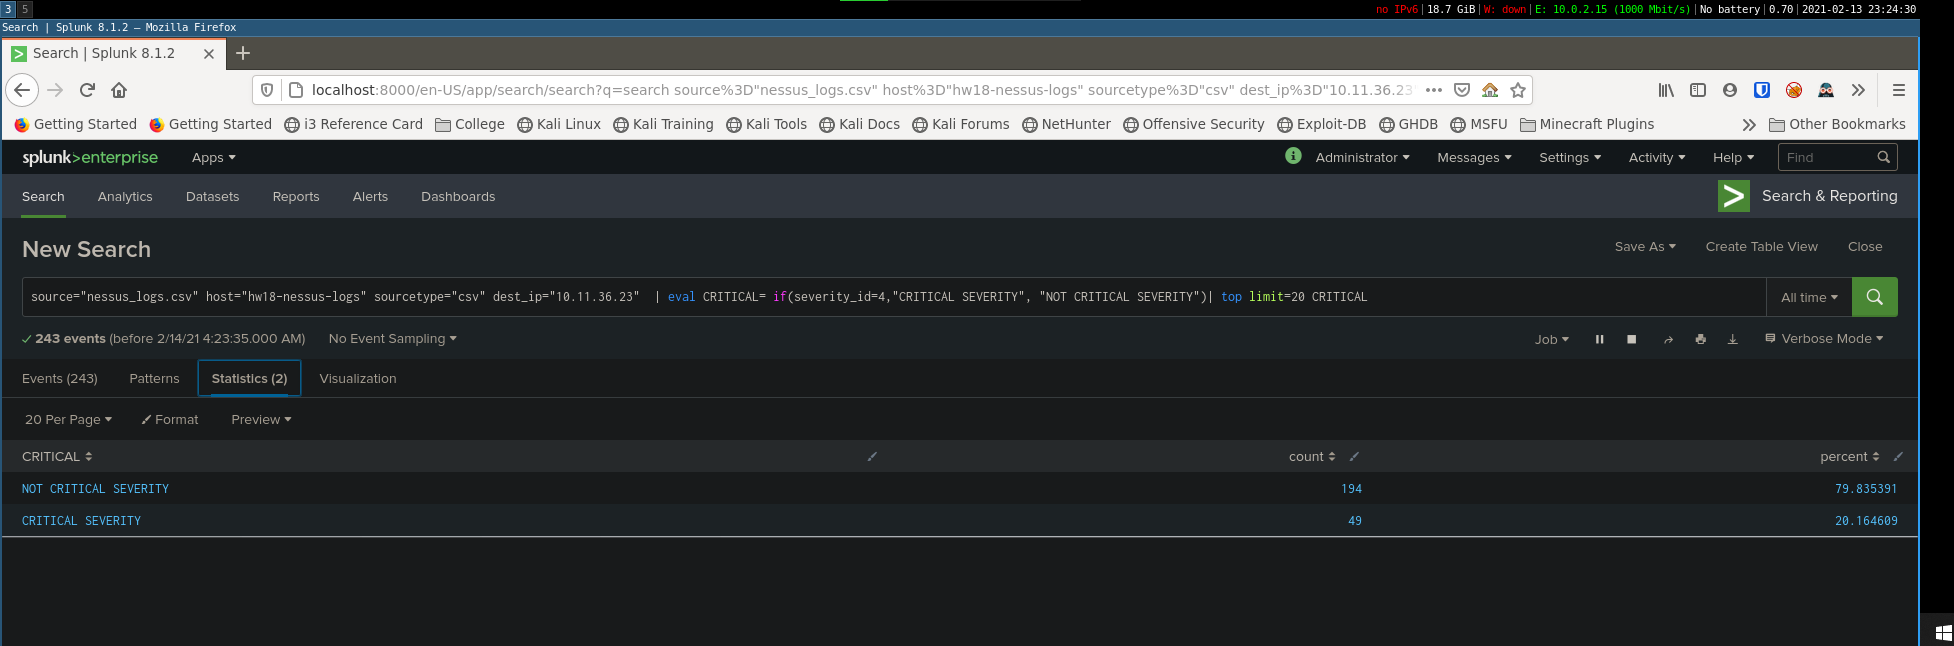 3 5 no IPv6 | 18.7 GiB | W: down | E: 10.0.2.15 (1000 Mbit/s) | No battery | 0.70 | 2021-02-13 23:24:30
Search | Splunk 8.1.2 — Mozilla Firefox
Search | Splunk 8.1.2
localhost:8000/en-US/app/search/search?q=search source%3D"nessus_logs.csv" host%3D"hw18-nessus-logs" sourcetype%3D"csv" dest_ip%3D"10.11.36.23
Getting Started Getting Started i3 Reference Card College Kali Linux Kali Training Kali Tools Kali Docs Kali Forums NetHunter Offensive Security Exploit-DB GHDB MSFU Minecraft Plugins Other Bookmarks
splunk>enterprise Apps Administrator Messages Settings Activity Help Find
Search Analytics Datasets Reports Alerts Dashboards Search & Reporting
New Search Save As Create Table View Close
source="nessus_logs.csv" host="hw18-nessus-logs" sourcetype="csv" dest_ip="10.11.36.23" | eval CRITICAL= if(severity_id=4,"CRITICAL SEVERITY", "NOT CRITICAL SEVERITY")| top limit=20 CRITICAL All time
243 events (before 2/14/21 4:23:35.000 AM) No Event Sampling Job Verbose Mode
Events (243) Patterns Statistics (2) Visualization
20 Per Page Format Preview
CRITICAL count percent
NOT CRITICAL SEVERITY 194 79.835391
CRITICAL SEVERITY 49 20.164609